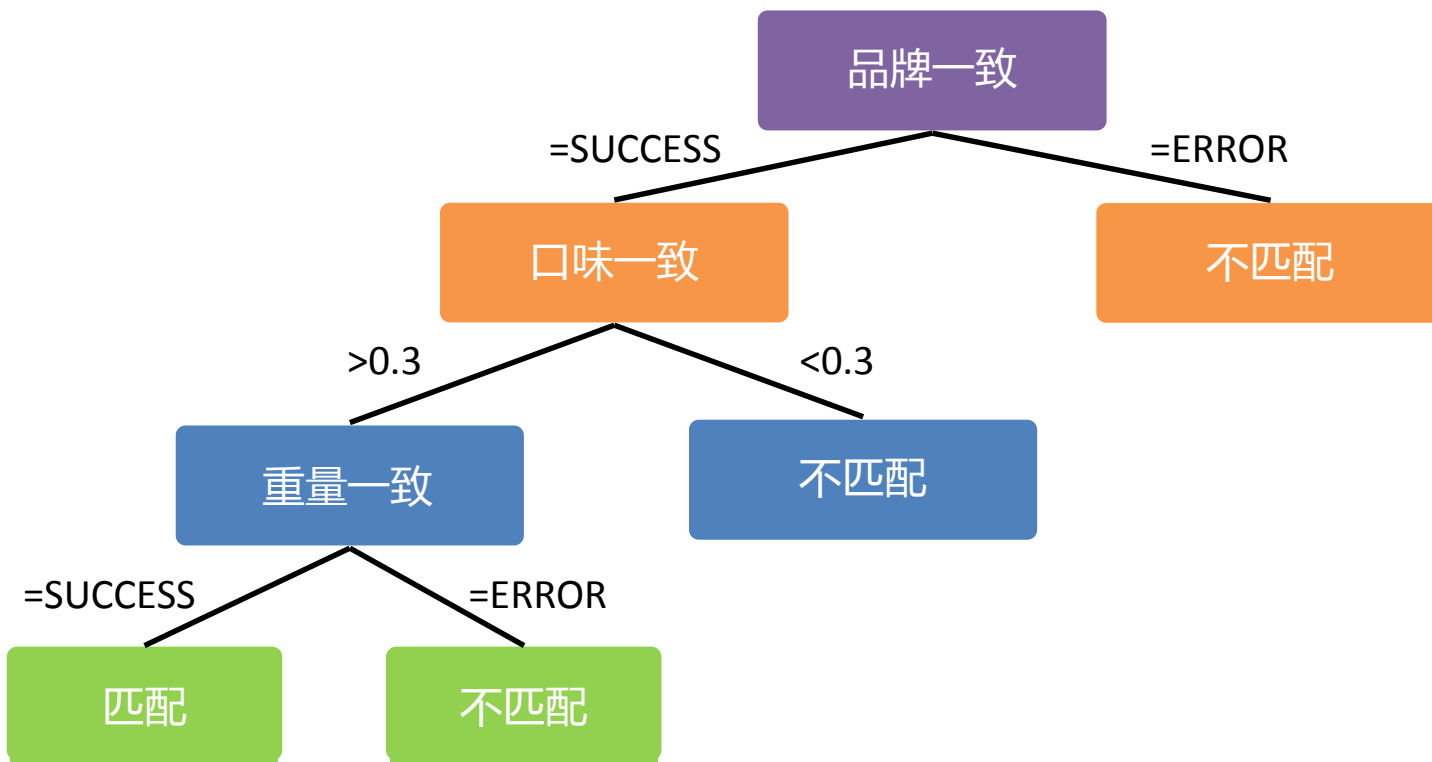 品牌一致
=SUCCESS
=ERROR
口味一致
不匹配
>0.3
<0.3
重量一致
不匹配
=SUCCESS
=ERROR
匹配
不匹配